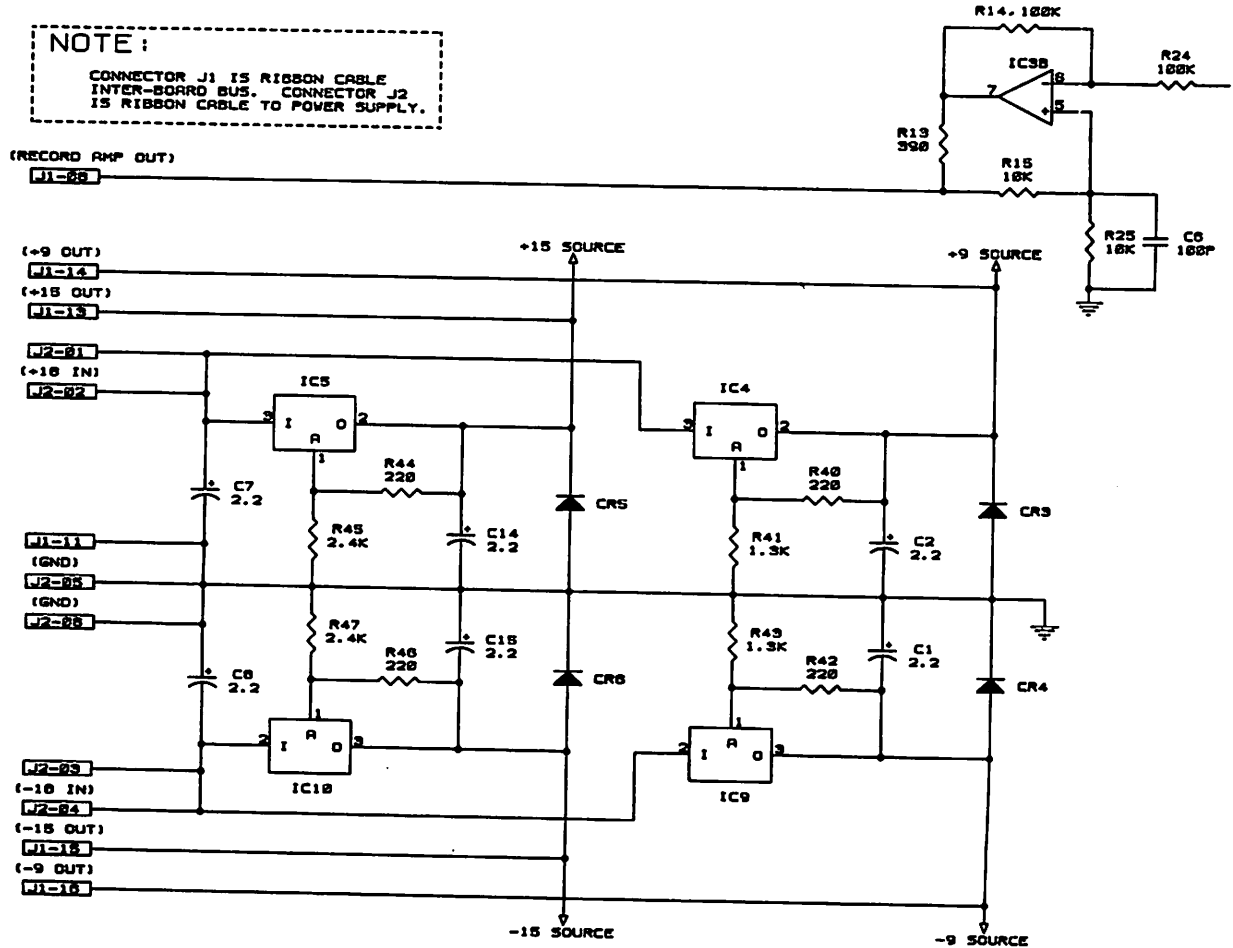 NOTE:
CONNECTOR J1 IS RIBBON CABLE
INTER-BOARD BUS. CONNECTOR J2
IS RIBBON CABLE TO POWER SUPPLY.
R14, 100K
IC3B
R24
100K
6
7
5
R13
390
(RECORD AMP OUT)
J1-06
R15
10K
R25
10K
C6
100P
+15 SOURCE
+9 SOURCE
(+9 OUT)
J1-14
(+15 OUT)
J1-13
J2-01
(+18 IN)
J2-02
IC5
3
I
O
2
A
1
IC4
3
I
O
2
A
1
R44
220
R40
220
C7
2.2
CR5
CR3
R45
2.4K
C14
2.2
R41
1.3K
C2
2.2
J1-11
(GND)
J2-05
(GND)
J2-06
R47
2.4K
C15
2.2
R43
1.3K
C1
2.2
R46
220
R42
220
2.2
CR6
CR4
1
A
2
I
O
3
IC10
1
A
2
I
O
3
IC9
J2-03
(-18 IN)
J2-04
(-15 OUT)
J1-15
(-9 OUT)
J1-16
-15 SOURCE
-9 SOURCE